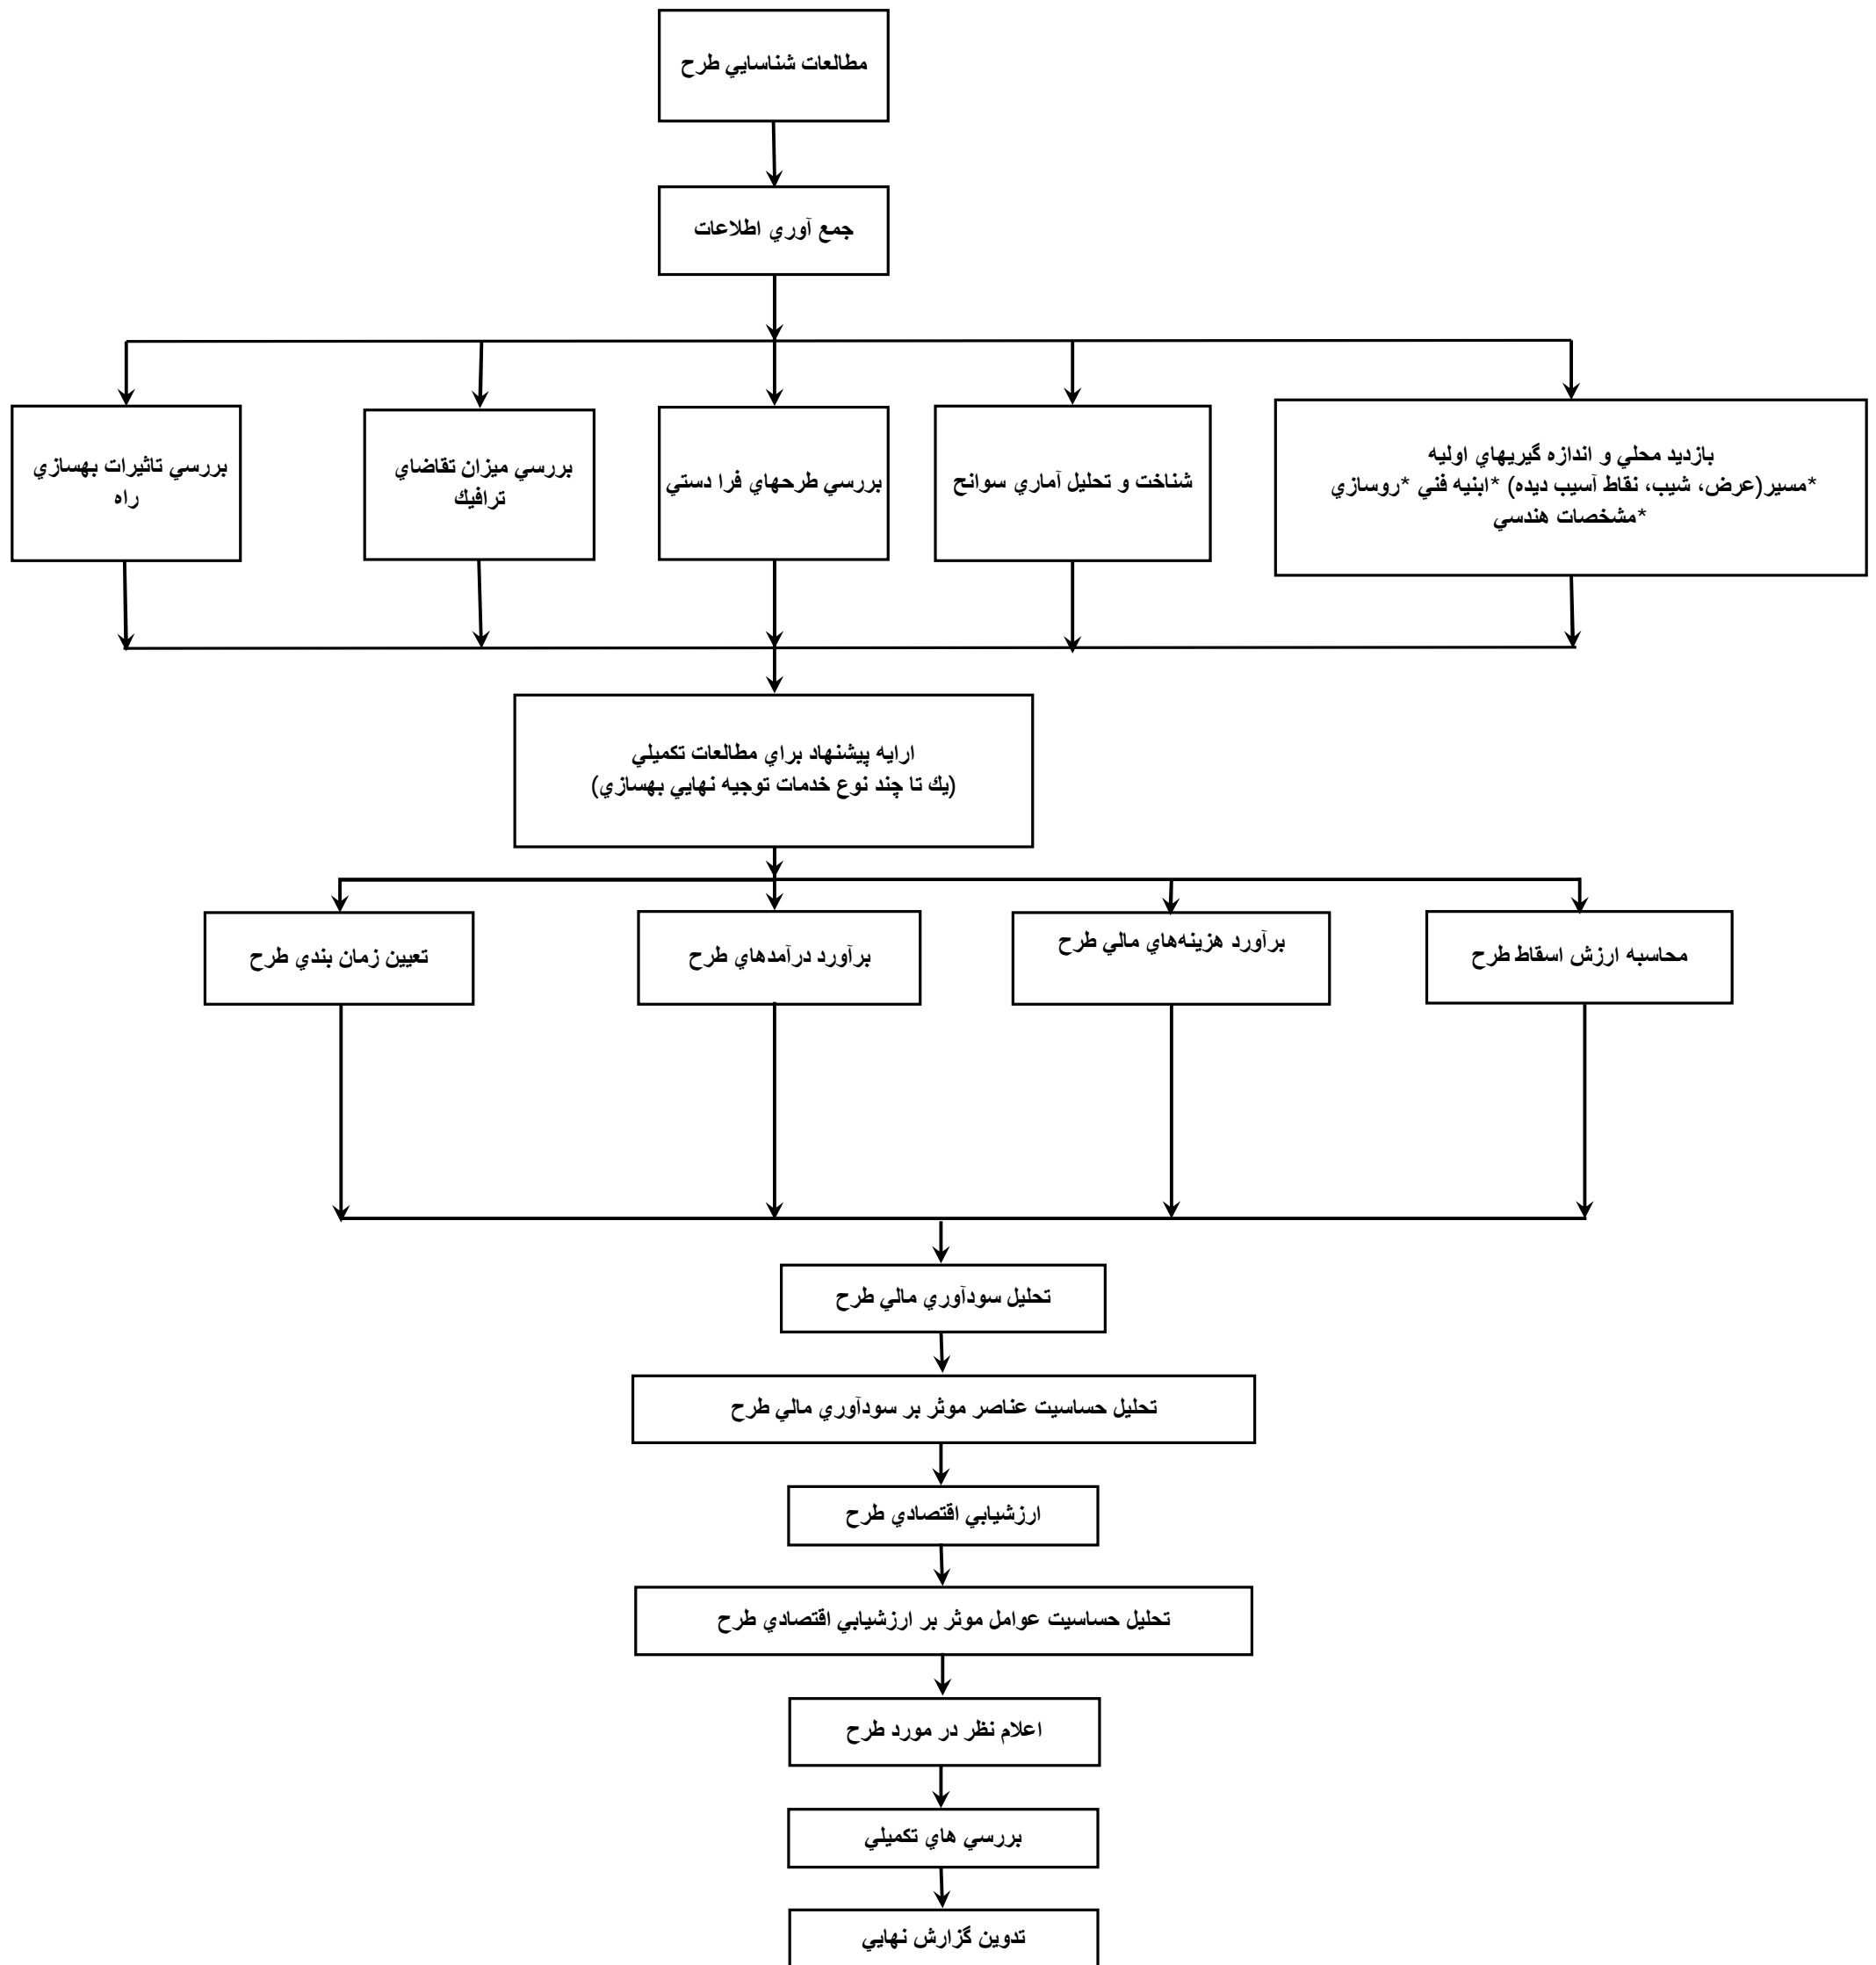 مطالعات شناسايي طرح
جمع آوري اطلاعات
بازديد محلي و اندازه گيريهاي اوليه
*مسير(عرض، شيب، نقاط آسيب ديده) *ابنيه فني *روسازي
*مشخصات هندسي
شناخت و تحليل آماري سوانح
بررسي طرحهاي فرا دستي
بررسي ميزان تقاضاي
ترافيك
بررسي تاثيرات بهسازي
راه
ارايه پيشنهاد براي مطالعات تكميلي
(يك تا چند نوع خدمات توجيه نهايي بهسازي)
محاسبه ارزش اسقاط طرح
برآورد هزينه‌هاي مالي طرح
برآورد درآمدهاي طرح
تعيين زمان بندي طرح
تحليل سودآوري مالي طرح
تحليل حساسيت عناصر موثر بر سودآوري مالي طرح
ارزشيابي اقتصادي طرح
تحليل حساسيت عوامل موثر بر ارزشيابي اقتصادي طرح
اعلام نظر در مورد طرح
بررسي هاي تكميلي
تدوين گزارش نهايي